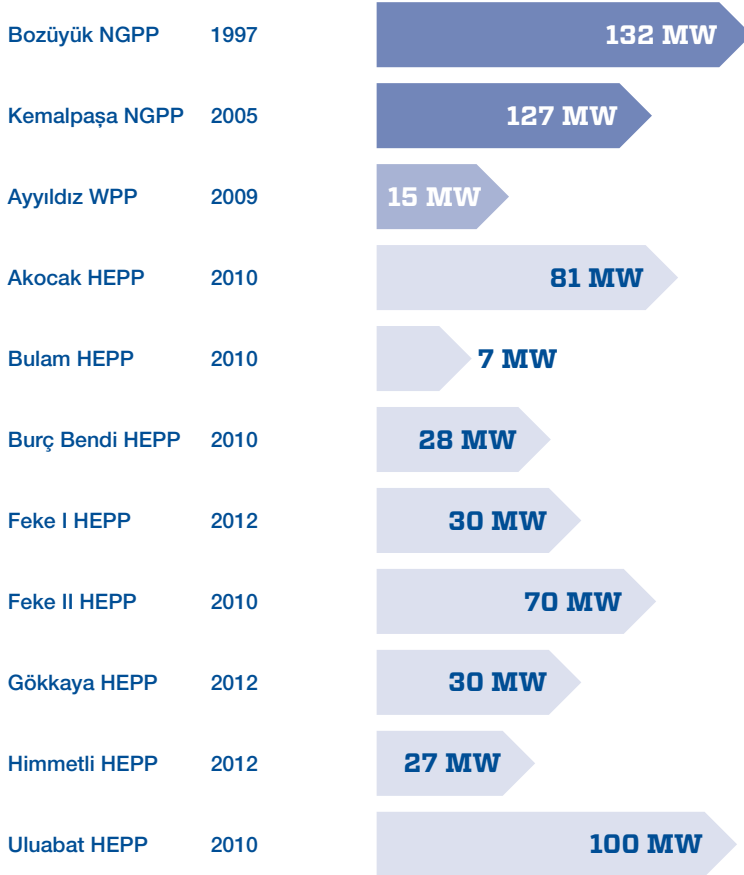 Bozüyük NGPP 1997 132 MW
Kemalpaşa NGPP 2005 127 MW
Ayyıldız WPP 2009 15 MW
Akocak HEPP 2010 81 MW
Bulam HEPP 2010 7 MW
Burç Bendi HEPP 2010 28 MW
Feke I HEPP 2012 30 MW
Feke II HEPP 2010 70 MW
Gökkaya HEPP 2012 30 MW
Himmetli HEPP 2012 27 MW
Uluabat HEPP 2010 100 MW